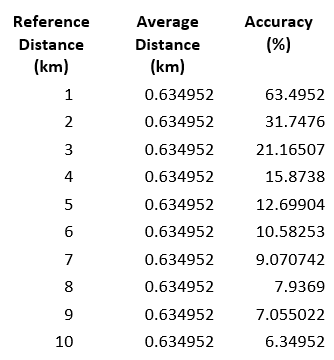 Reference Average Accuracy
Distance Distance (%)
(km) (km)
1 0.634952 63.4952
2 0.634952 31.7476
3 0.634952 21.16507
4 0.634952 15.8738
5 0.634952 12.69904
6 0.634952 10.58253
7 0.634952 9.070742
8 0.634952 7.9369
9 0.634952 7.055022
10 0.634952 6.34952